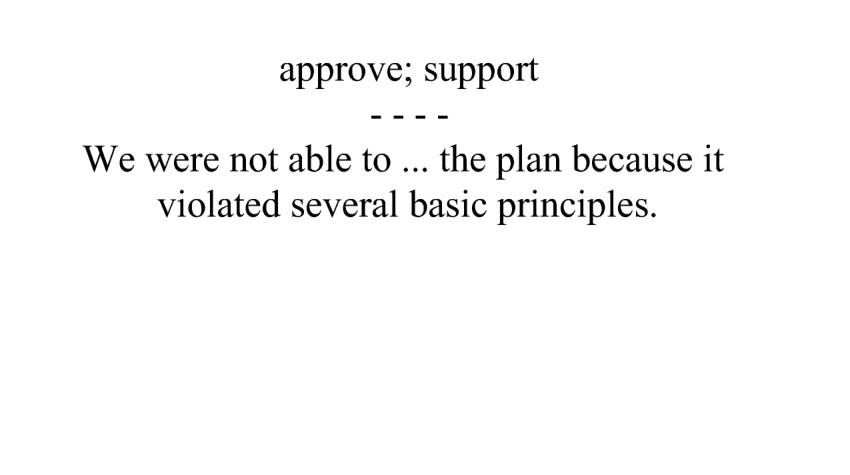 approve; support
- - - -
We were not able to ... the plan because it
violated several basic principles.